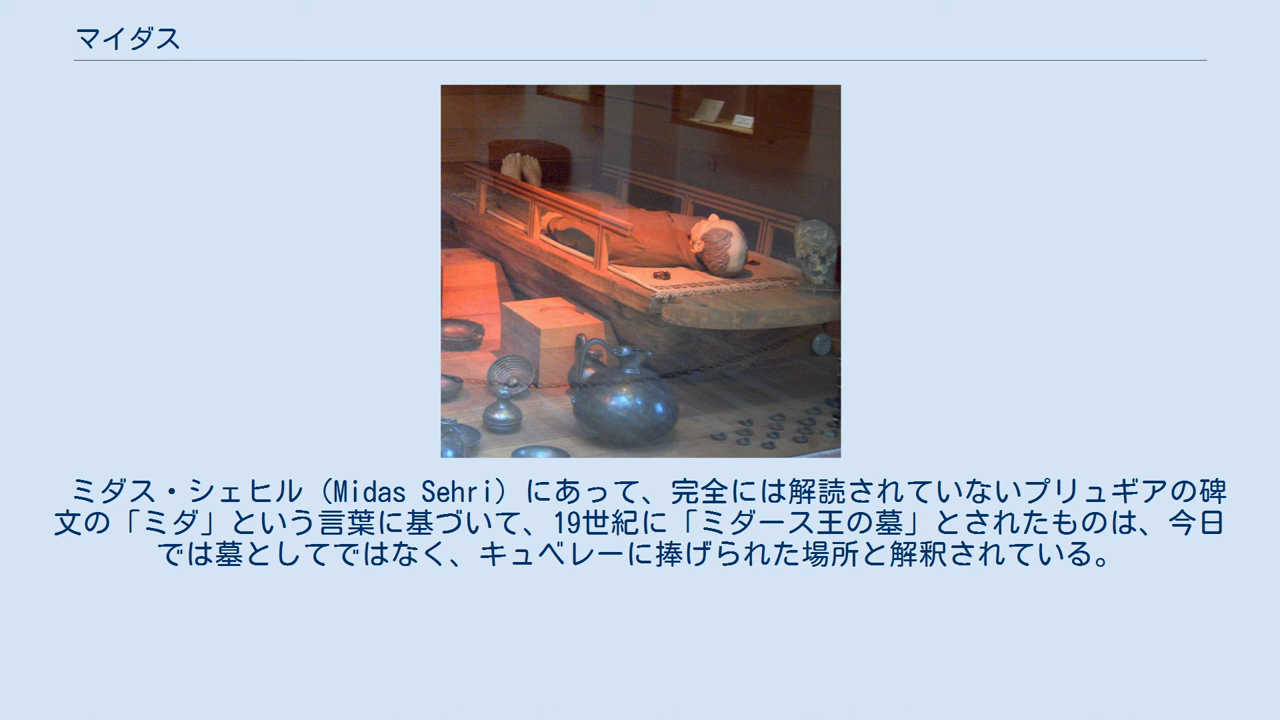 マイダス
ミダス・シェヒル（Midas Sehri）にあって、完全には解読されていないプリュギアの碑
文の「ミダ」という言葉に基づいて、19世紀に「ミダース王の墓」とされたものは、今日
では墓としてではなく、キュベレーに捧げられた場所と解釈されている。